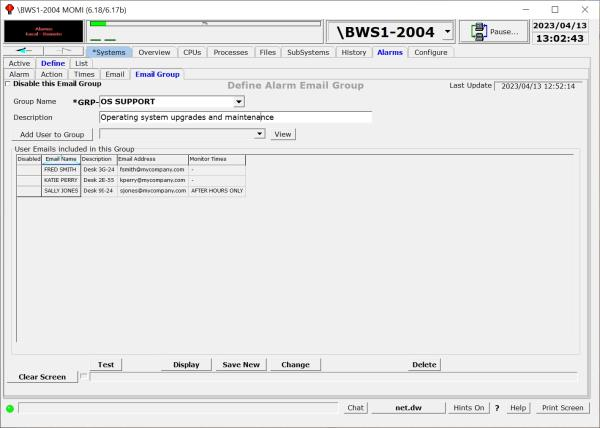 \BWS1-2004 MOMI (6.18/6.17b)
Alarms:
Local - Remote
\BWS1-2004
Pause...
2023/04/13
13:02:43
*Systems Overview CPUs Processes Files SubSystems History Alarms Configure
Active Define List
Alarm Action Times Email Email Group
Disable this Email Group
Define Alarm Email Group
Last Update 2023/04/13 12:52:14
Group Name *GRP- OS SUPPORT
Description Operating system upgrades and maintenance
Add User to Group View
User Emails included in this Group
Disabled Email Name Description Email Address Monitor Times
FRED SMITH Desk 3G-24 fsmith@mycompany.com -
KATIE PERRY Desk 2E-55 kperry@mycompany.com -
SALLY JONES Desk 9I-24 sjones@mycompany.com AFTER HOURS ONLY
Test Display Save New Change Delete
Clear Screen
Chat net.dw Hints On ? Help Print Screen